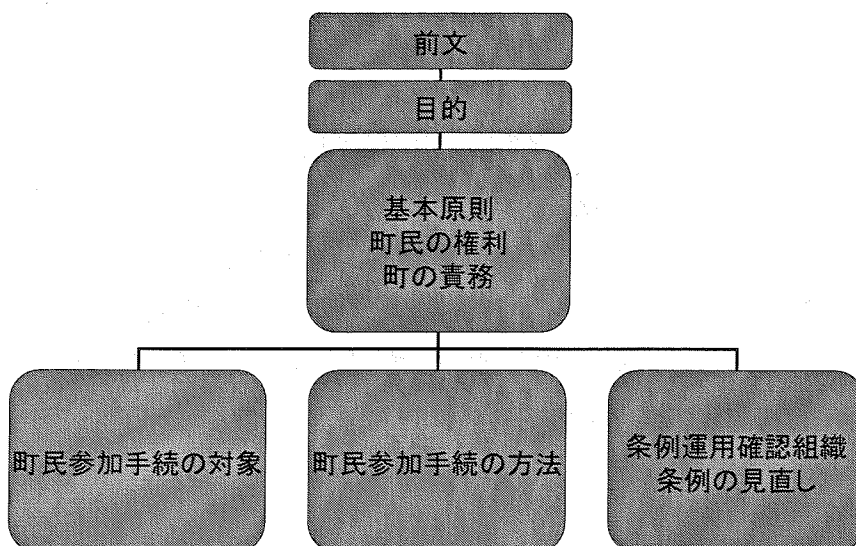 前文
目的
基本原則
町民の権利
町の責務
町民参加手続の対象
町民参加手続の方法
条例運用確認組織
条例の見直し